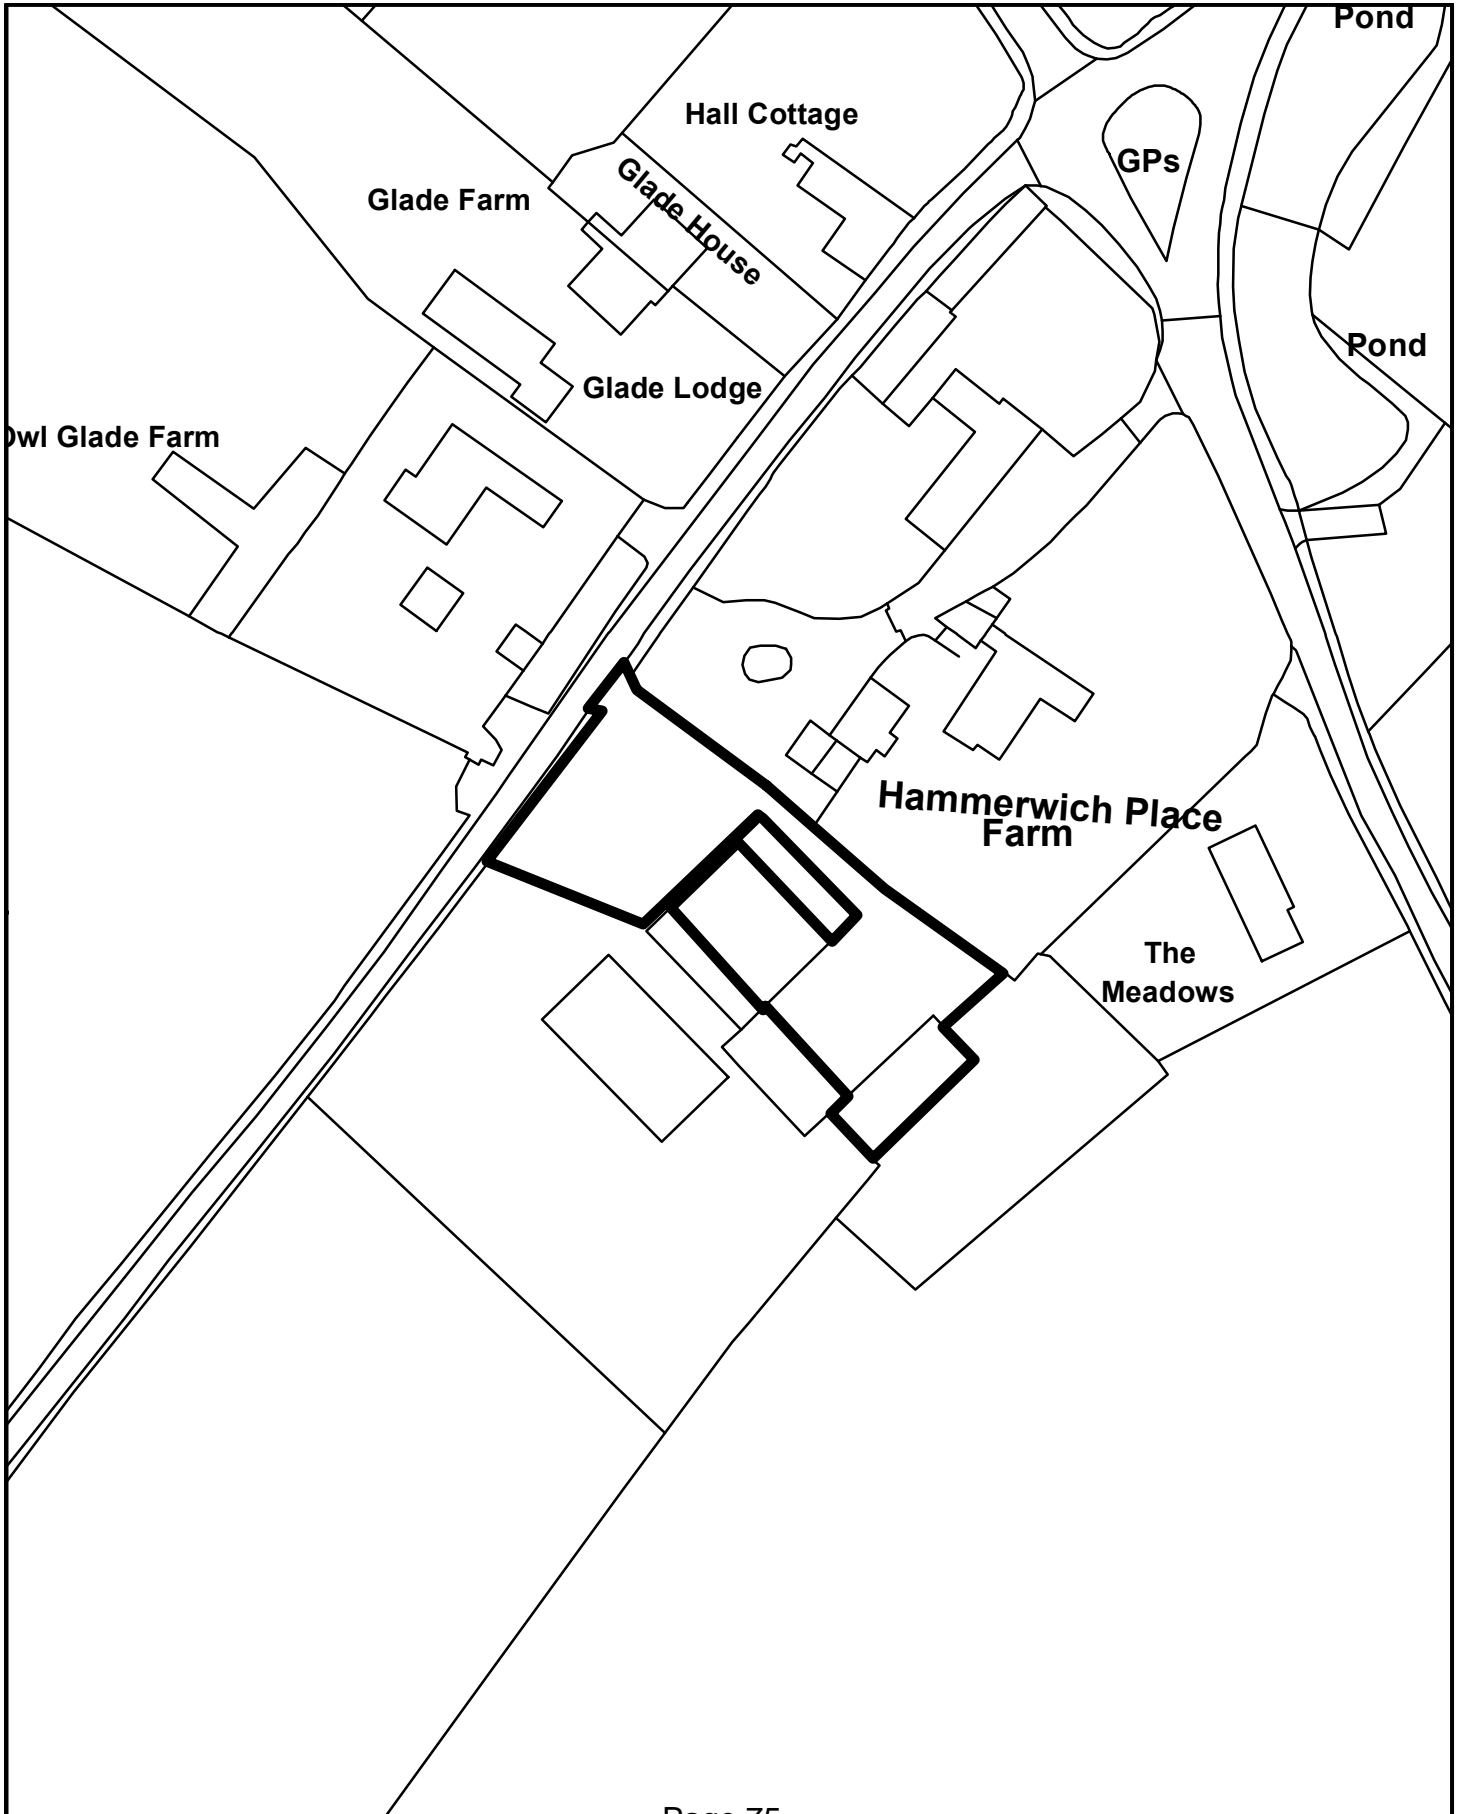 Pond
Hall Cottage
GPs
Glade Farm
Glade House
Pond
Glade Lodge
Owl Glade Farm
Hammerwich Place
Farm
The
Meadows
Page 75